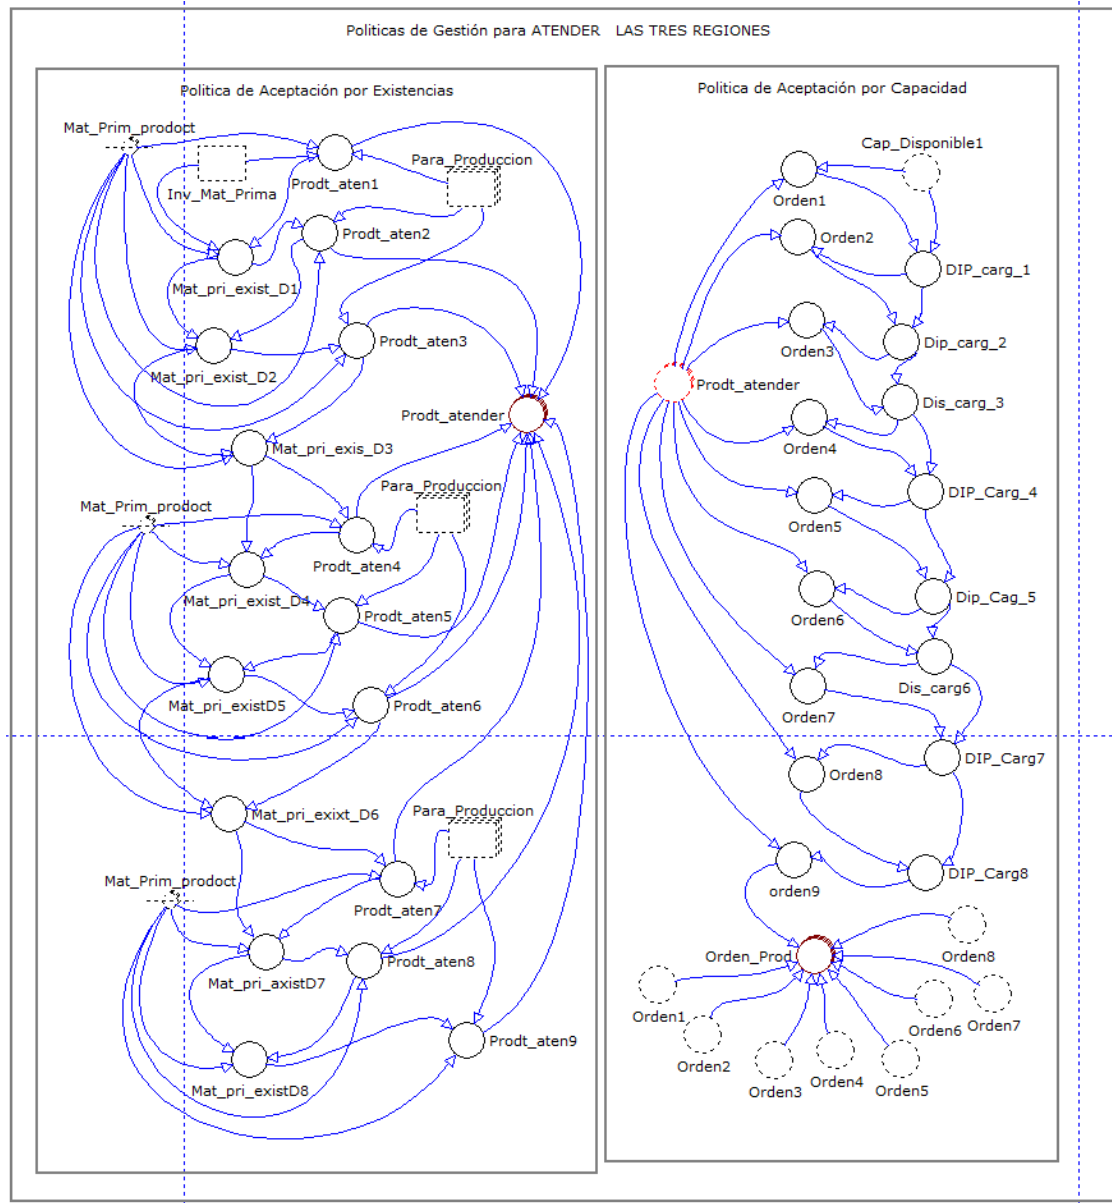 Politicas de Gestión para ATENDER LAS TRES REGIONES
Politica de Aceptación por Existencias
Mat_Prim_prodoct
Para_Produccion
Inv_Mat_Prima
Prodt_aten1
Prodt_aten2
Mat_pri_exist_D1
Prodt_aten3
Mat_pri_exist_D2
Prodt_atender
Mat_pri_exis_D3
Para_Produccion
Mat_Prim_prodoct
Prodt_aten4
Mat_pri_exist_D4
Prodt_aten5
Mat_pri_existD5
Prodt_aten6
Mat_pri_exixt_D6
Para_Produccion
Mat_Prim_prodoct
Prodt_aten7
Prodt_aten8
Mat_pri_axistD7
Prodt_aten9
Mat_pri_existD8
Politica de Aceptación por Capacidad
Cap_Disponible1
Orden1
Orden2
DIP_carg_1
Orden3
Dip_carg_2
Prodt_atender
Dis_carg_3
Orden4
DIP_Carg_4
Orden5
Dip_Cag_5
Orden6
Dis_carg6
Orden7
DIP_Carg7
Orden8
DIP_Carg8
orden9
Orden_Prod
Orden8
Orden1
Orden6
Orden7
Orden2
Orden3
Orden4
Orden5